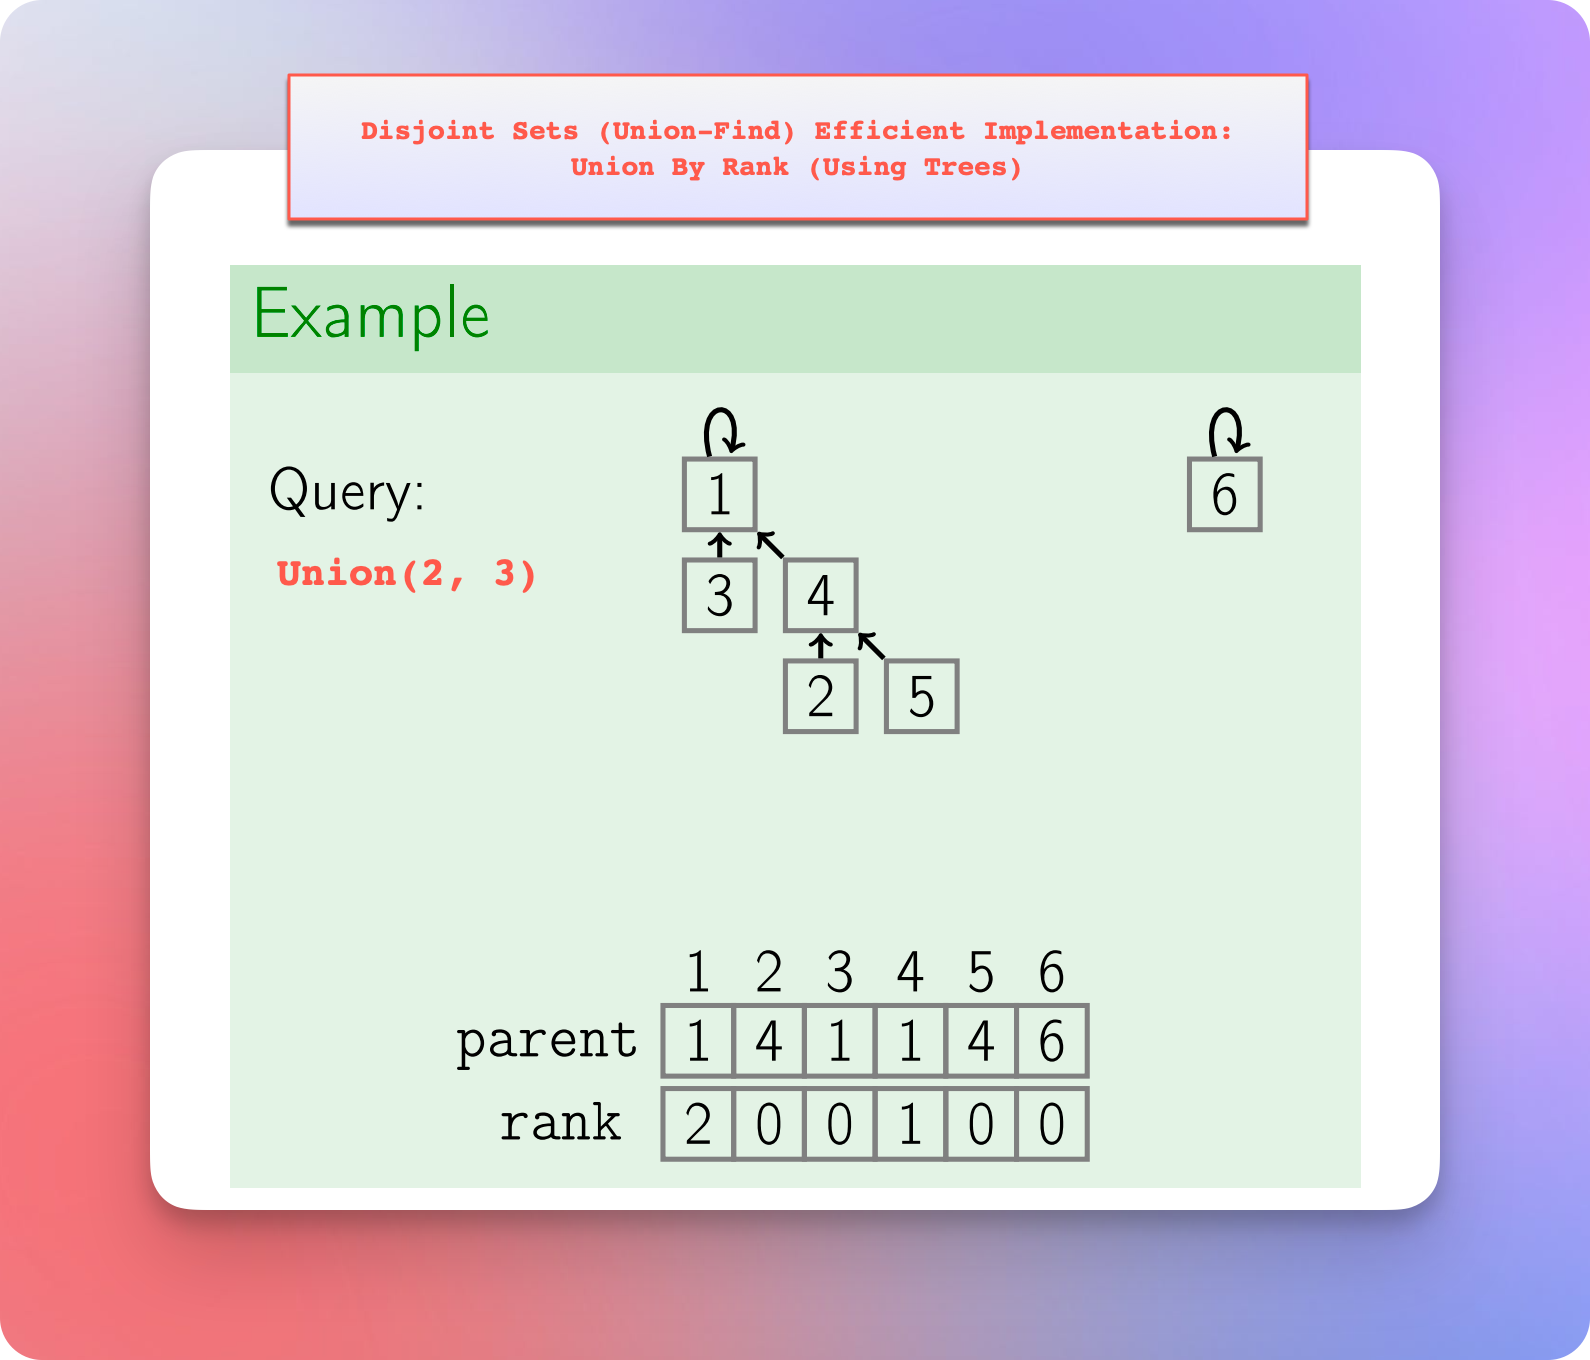 Disjoint Sets (Union-Find) Efficient Implementation:
Union By Rank (Using Trees)
Example
Query:
Union(2, 3)
1
6
3 4
2 5
1 2 3 4 5 6
parent 1 4 1 1 4 6
rank 2 0 0 1 0 0